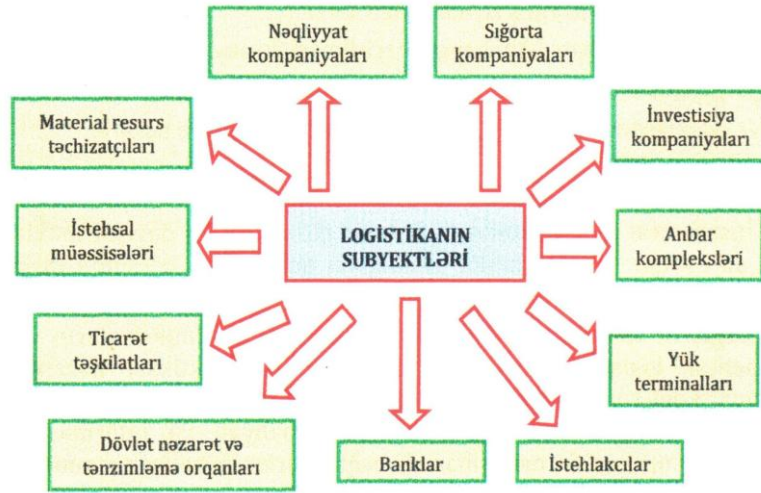 Nəqliyyat
kompaniyaları
Sığorta
kompaniyaları
Material resurs
təchizatçıları
İnvestisiya
kompaniyaları
İstehsal
müəssisələri
LOGİSTİKANIN
SUBYEKTLƏRİ
Anbar
kompleksləri
Ticarət
təşkilatları
Yük
terminalları
Dövlət nəzarət və
tənzimləmə orqanları
Banklar
İstehlakcılar